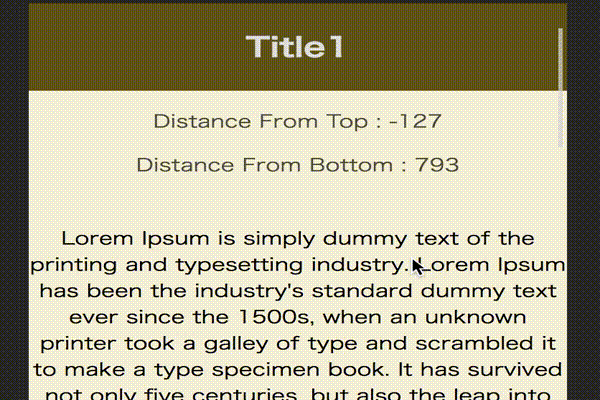 Title1
Distance From Top : -127
Distance From Bottom : 793
Lorem Ipsum is simply dummy text of the
printing and typesetting industry. Lorem Ipsum
has been the industry's standard dummy text
ever since the 1500s, when an unknown
printer took a galley of type and scrambled it
to make a type specimen book. It has survived
not only five centuries, but also the leap into